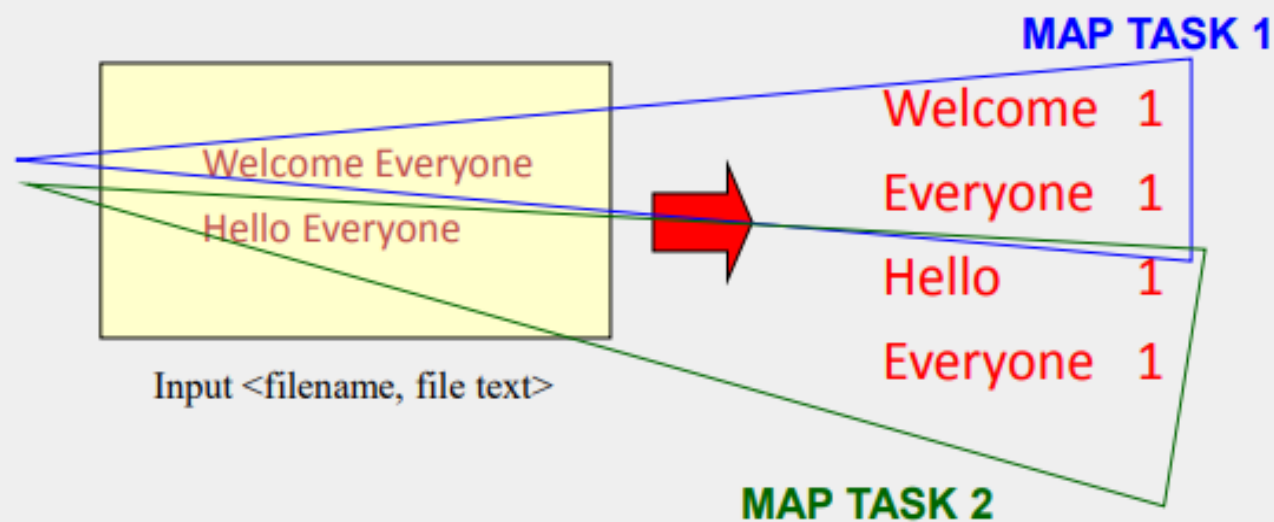 MAP TASK 1
Welcome Everyone
Hello Everyone
Input <filename, file text>
Welcome 1
Everyone 1
Hello 1
Everyone 1
MAP TASK 2